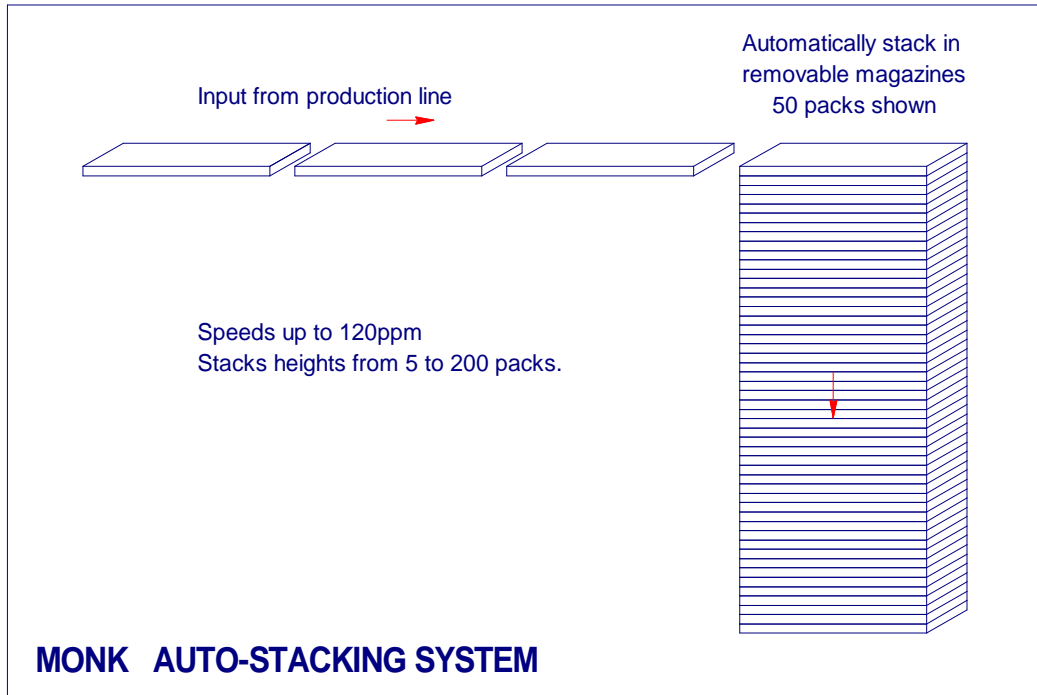 Automatically stack in
removable magazines
50 packs shown
Input from production line
Speeds up to 120ppm
Stacks heights from 5 to 200 packs.
MONK AUTO-STACKING SYSTEM